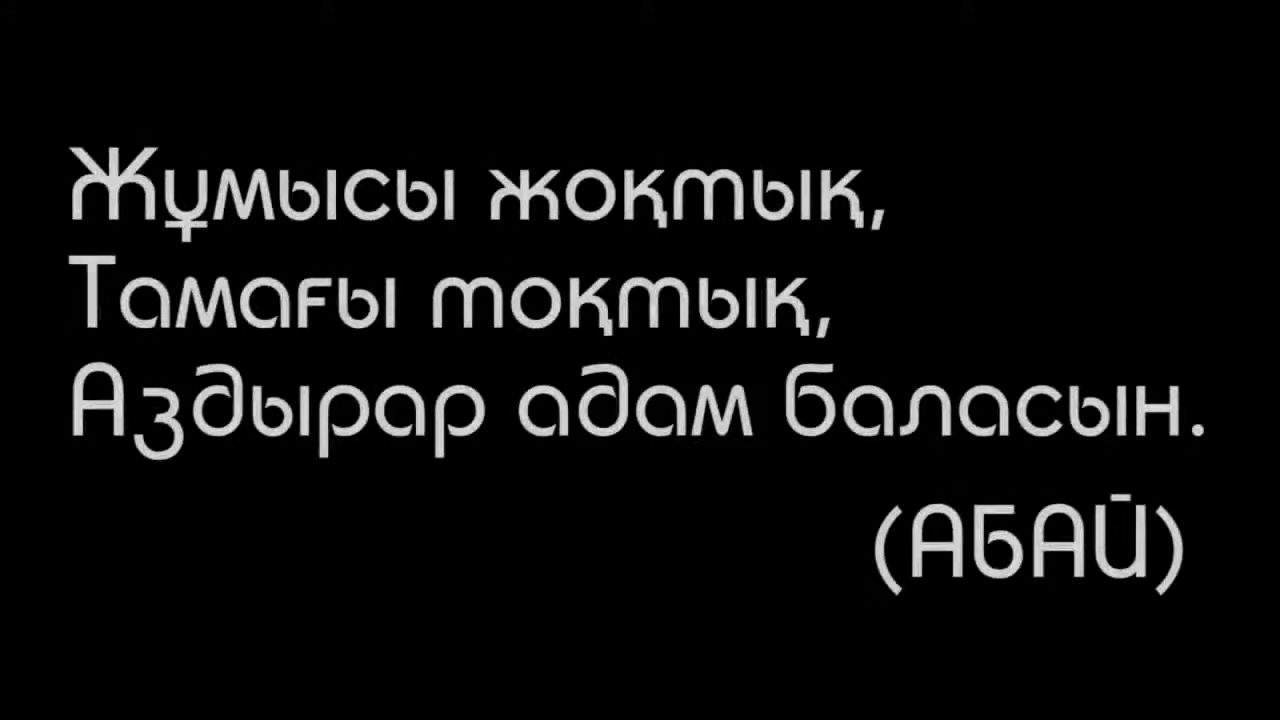 Жұмысы жоқтық,
Тамағы тоқтық,
Аздырар адам баласын.
(АБАЙ)